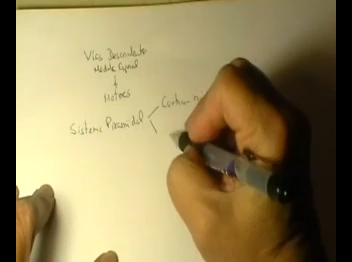 Vías Descendentes
Médula Espinal
Motoras
Sistema Piramidal